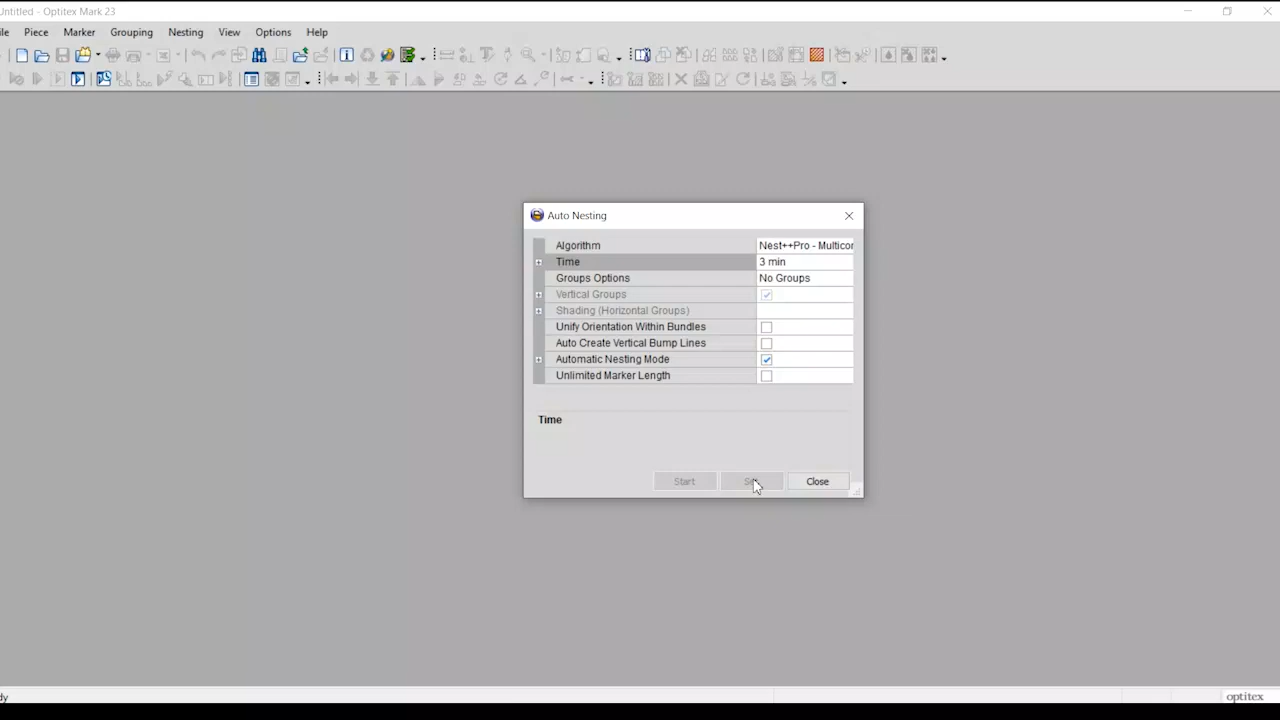 Untitled - Optitex Mark 23
Piece Marker Grouping Nesting View Options Help
Auto Nesting
Algorithm Nest++Pro - Multico
Time 3 min
Groups Options No Groups
Vertical Groups
Shading (Horizontal Groups)
Unify Orientation Within Bundles
Auto Create Vertical Bump Lines
Automatic Nesting Mode
Unlimited Marker Length
Time
Start Close
optitex